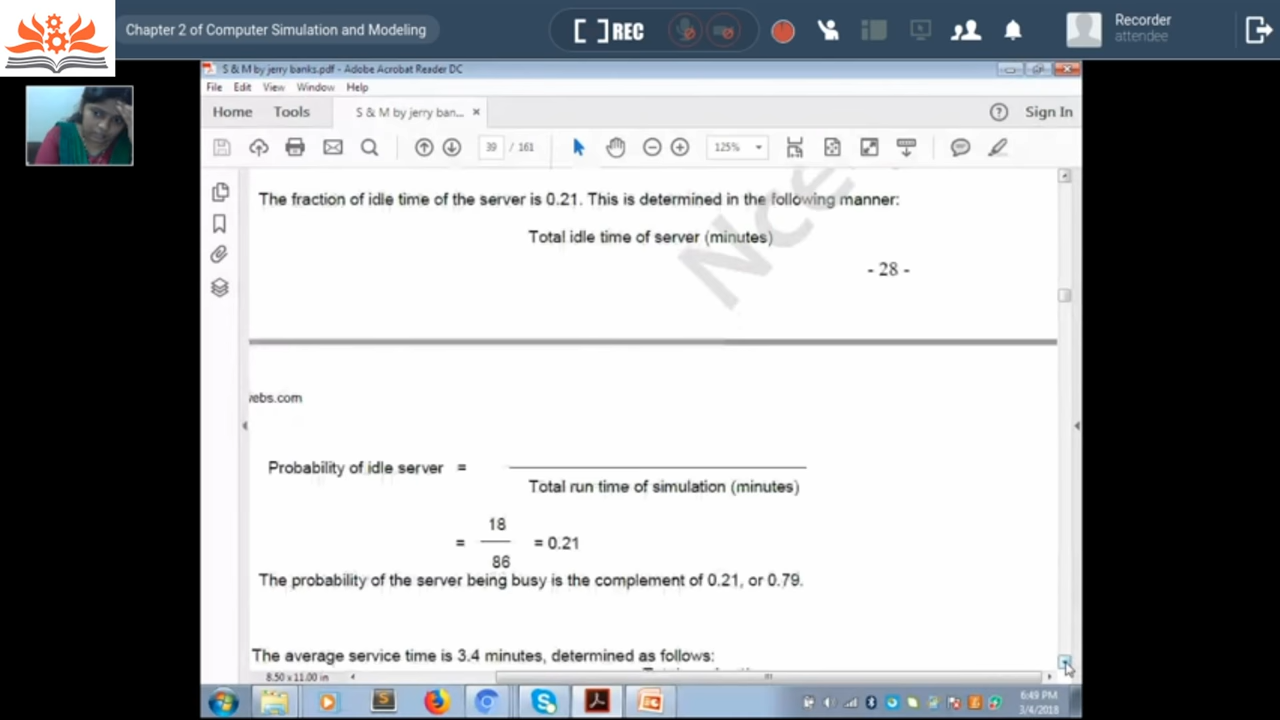 Chapter 2 of Computer Simulation and Modeling
[ ] REC
Recorder
attendee
S & M by jerry banks.pdf - Adobe Acrobat Reader DC
File Edit View Window Help
Home Tools S & M by jerry ban... × ? Sign In
39 / 161 125%
The fraction of idle time of the server is 0.21. This is determined in the following manner:
Total idle time of server (minutes)
- 28 -
vebs.com
Probability of idle server =
Total run time of simulation (minutes)
18
= = 0.21
86
The probability of the server being busy is the complement of 0.21, or 0.79.
The average service time is 3.4 minutes, determined as follows:
8.50 x 11.00 in
6:49 PM
3/4/2018